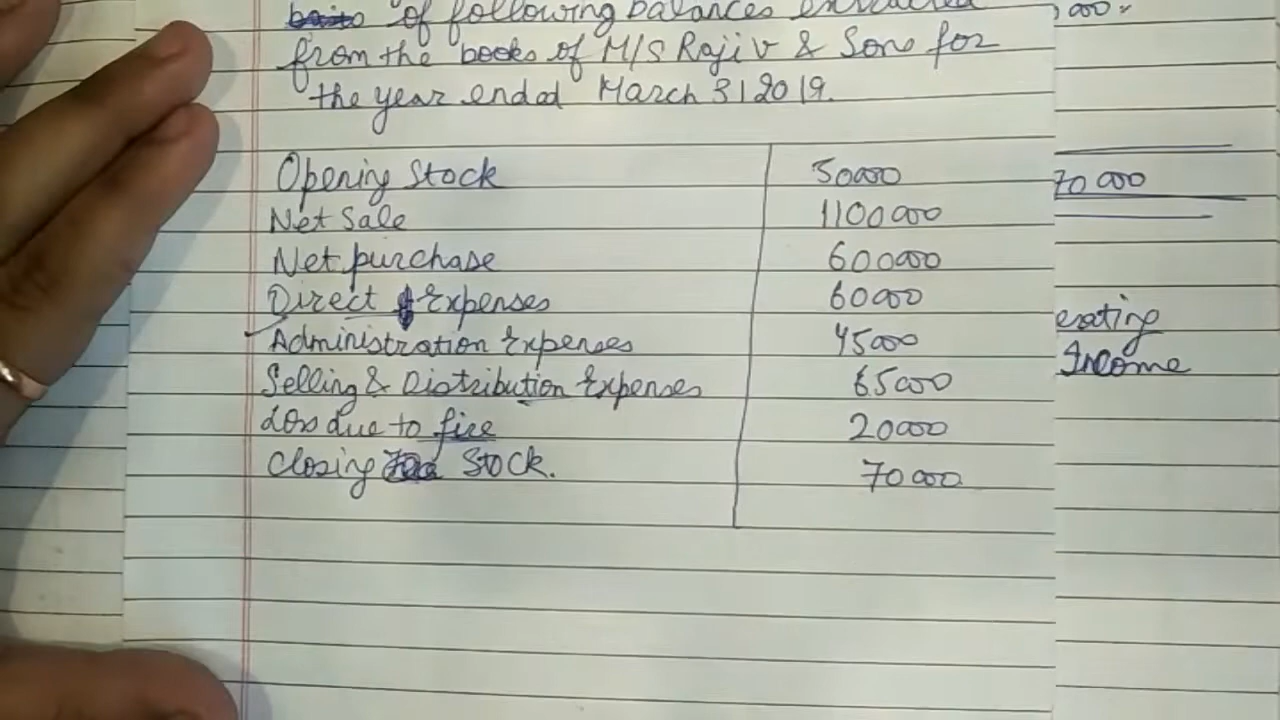 of following balances extracted
from the books of M/S Rajiv & Sons for
the year ended March 31 2019.
Opening Stock 50000
Net Sale 1100000
Net purchase 600000
Direct Expenses 60000
Administration Expenses 45000
Selling & Distribution Expenses 65000
Loss due to fire 20000
Closing Stock. 70000
000
70000
erating
Income